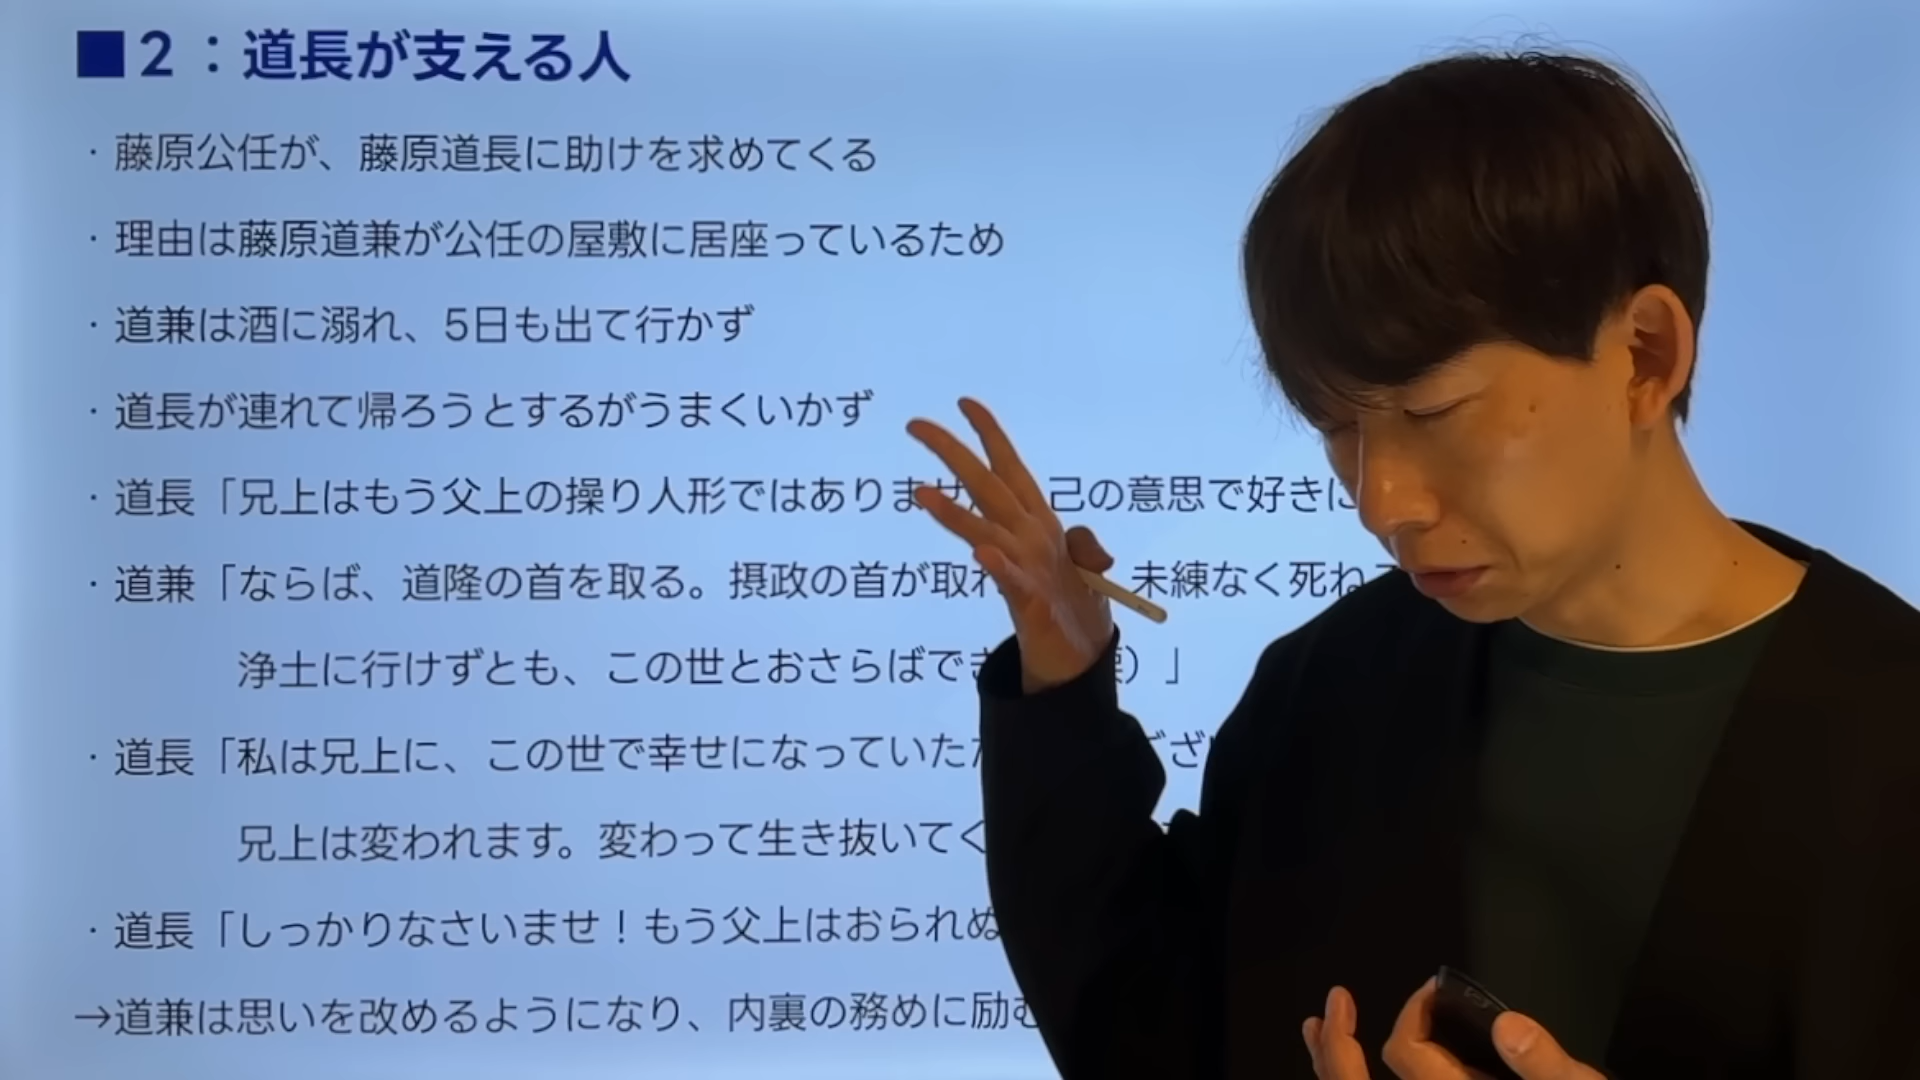 ■2:道長が支える人
・藤原公任が、藤原道長に助けを求めてくる
・理由は藤原道兼が公任の屋敷に居座っているため
・道兼は酒に溺れ、5日も出て行かず
・道長が連れて帰ろうとするがうまくいかず
・道長「兄上はもう父上の操り人形ではありませ 己の意思で好きに
・道兼「ならば、道隆の首を取る。摂政の首が取れ 未練なく死ね
浄土に行けずとも、この世とおさらばでき ）」
・道長「私は兄上に、この世で幸せになっていた ござ
兄上は変われます。変わって生き抜いてく
・道長「しっかりなさいませ！もう父上はおられぬ
→道兼は思いを改めるようになり、内裏の務めに励む